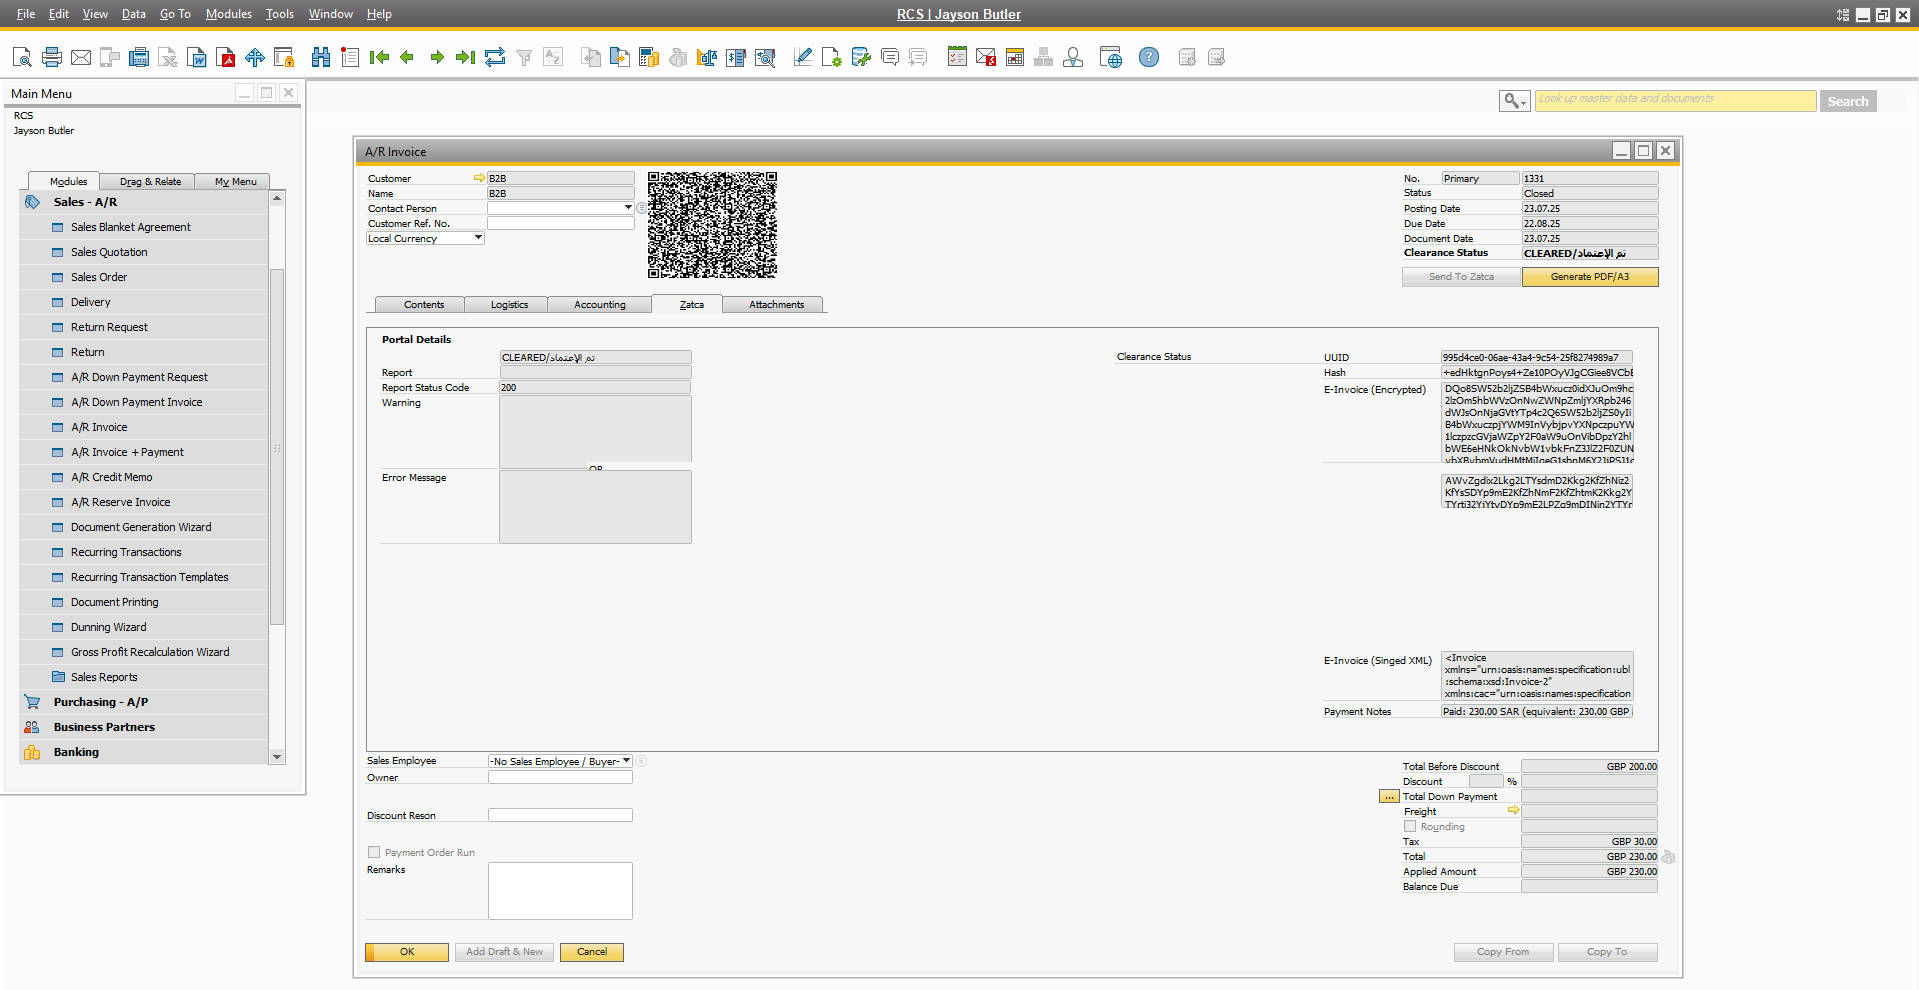 File Edit View Data Go To Modules Tools Window Help
RCS | Jayson Butler
Main Menu
RCS
Jayson Butler
Modules Drag & Relate My Menu
Sales - A/R
Sales Blanket Agreement
Sales Quotation
Sales Order
Delivery
Return Request
Return
A/R Down Payment Request
A/R Down Payment Invoice
A/R Invoice
A/R Invoice + Payment
A/R Credit Memo
A/R Reserve Invoice
Document Generation Wizard
Recurring Transactions
Recurring Transaction Templates
Document Printing
Dunning Wizard
Gross Profit Recalculation Wizard
Sales Reports
Purchasing - A/P
Business Partners
Banking
Look up master data and documents Search
A/R Invoice
Customer B2B
Name B2B
Contact Person
Customer Ref. No.
Local Currency
No. Primary 1331
Status Closed
Posting Date 23.07.25
Due Date 22.08.25
Document Date 23.07.25
Clearance Status CLEARED/تم الإعتماد
Send To Zatca Generate PDF/A3
Contents Logistics Accounting Zatca Attachments
Portal Details
CLEARED/تم الإعتماد
Report
Report Status Code 200
Warning
OR
Error Message
Clearance Status
UUID 995d4ce0-06ae-43a4-9c54-25f8274989a7
Hash +edHktgnPoys4+Ze10POyVJgCGiee8VCbE
E-Invoice (Encrypted)
E-Invoice (Singed XML) <Invoice
xmlns="urn:oasis:names:specification:ubl
:schema:xsd:Invoice-2"
xmlns:cac="urn:oasis:names:specification
Payment Notes Paid: 230.00 SAR (equivalent: 230.00 GBP
Sales Employee -No Sales Employee / Buyer-
Owner
Discount Reson
Payment Order Run
Remarks
Total Before Discount GBP 200.00
Discount %
... Total Down Payment
Freight
Rounding
Tax GBP 30.00
Total GBP 230.00
Applied Amount GBP 230.00
Balance Due
OK Add Draft & New Cancel
Copy From Copy To